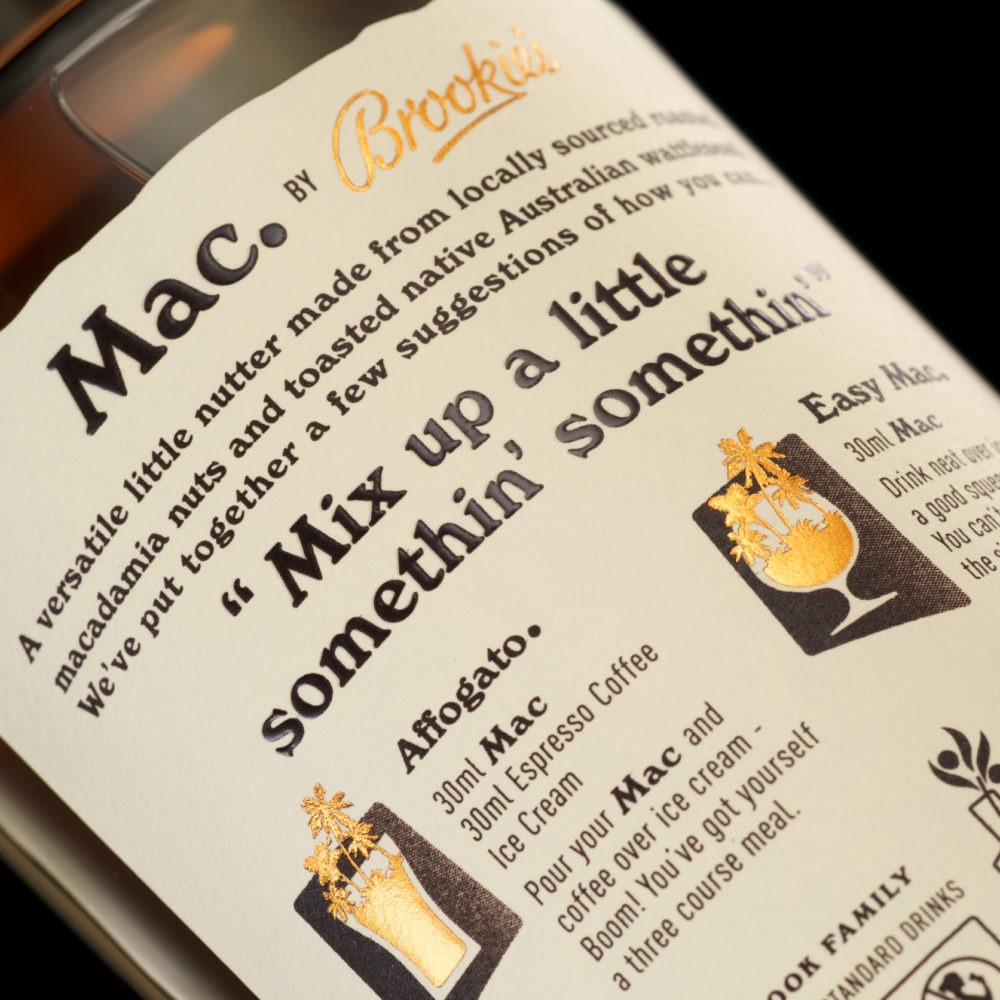 Mac. BY Brookie's
A versatile little nutter made from locally sourced roasted
macadamia nuts and toasted native Australian wattleseed.
We've put together a few suggestions of how you can...
“Mix up a little
somethin' somethin'”
Easy Mac.
30ml Mac
Drink neat over
a good
You can't
the
Affogato.
30ml Mac
30ml Espresso Coffee
Ice Cream
Pour your Mac and
coffee over ice cream -
Boom! You've got yourself
a three course meal.
FAMILY
STANDARD DRINKS